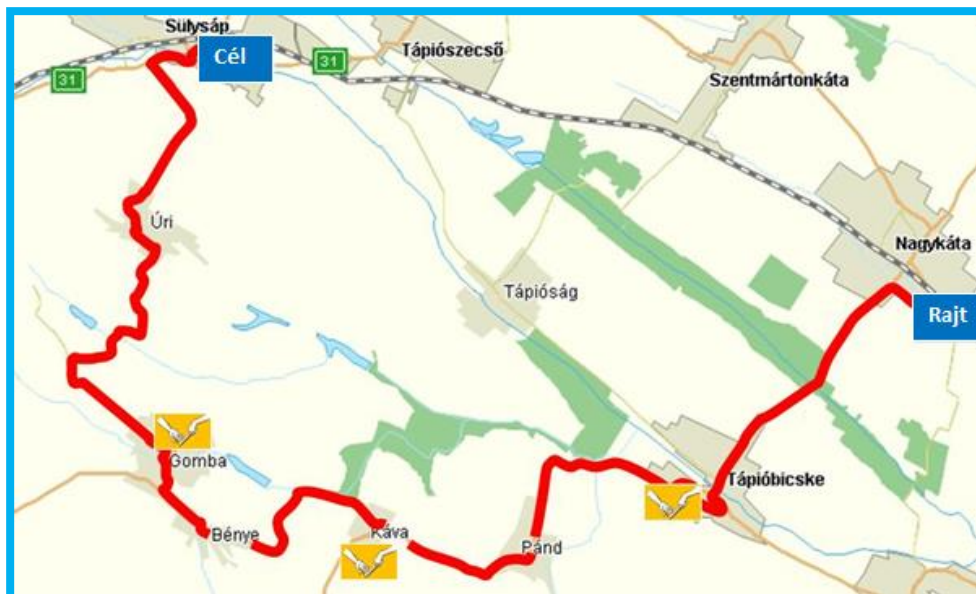 Sülysáp
Cél
31
31
Tápiószecső
Szentmártonkáta
Úri
Nagykáta
Tápióság
Rajt
Gomba
Tápióbicske
Bénye
Káva
Pánd